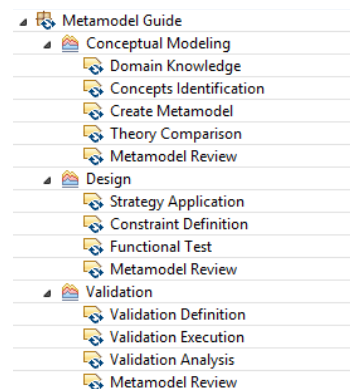 Metamodel Guide
Conceptual Modeling
Domain Knowledge
Concepts Identification
Create Metamodel
Theory Comparison
Metamodel Review
Design
Strategy Application
Constraint Definition
Functional Test
Metamodel Review
Validation
Validation Definition
Validation Execution
Validation Analysis
Metamodel Review